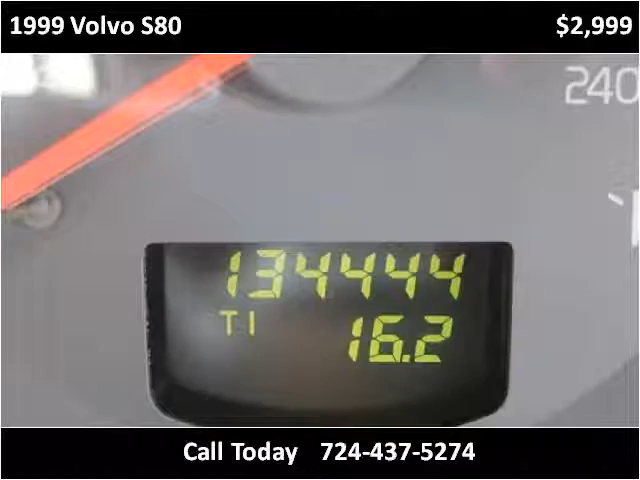 1999 Volvo S80 $2,999
240
134444
T1 16.2
Call Today 724-437-5274